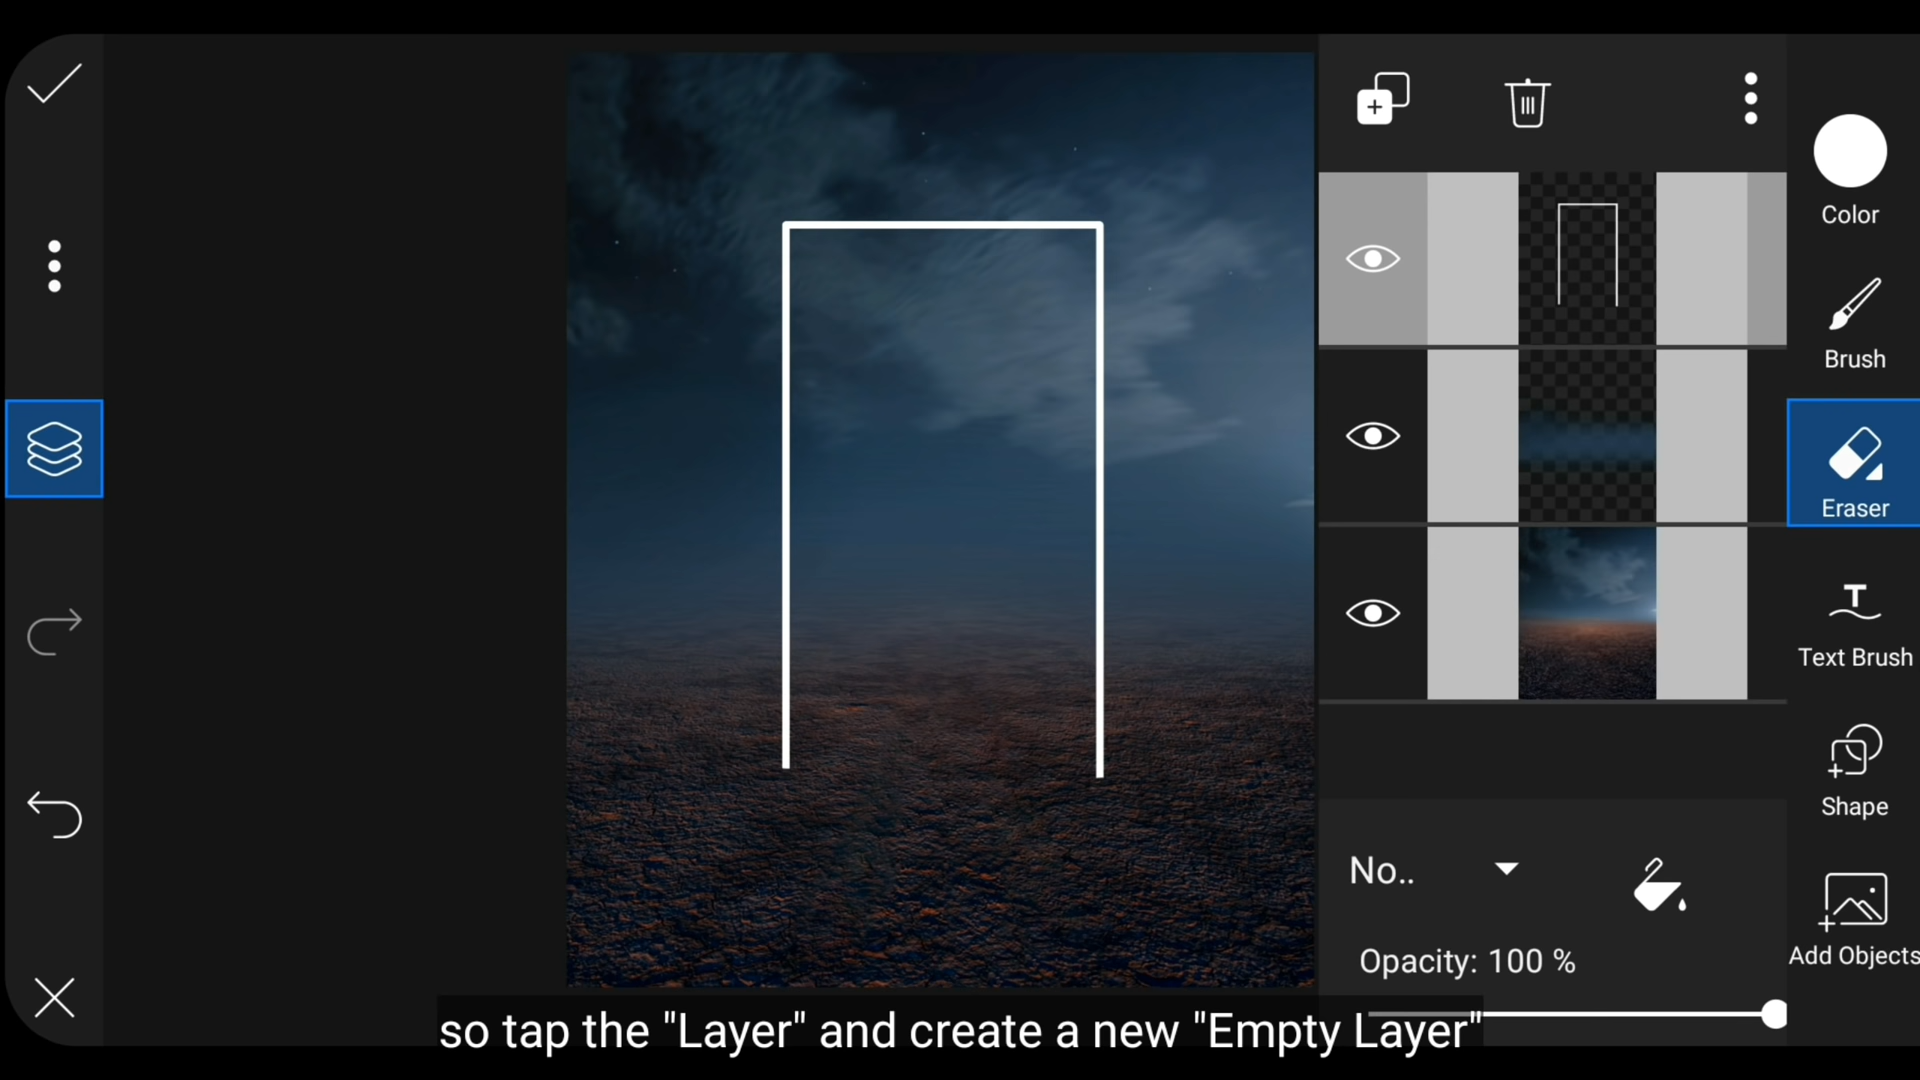 Color
Brush
Eraser
T
Text Brush
Shape
Add Objects
No..
Opacity: 100 %
so tap the "Layer" and create a new "Empty Layer"